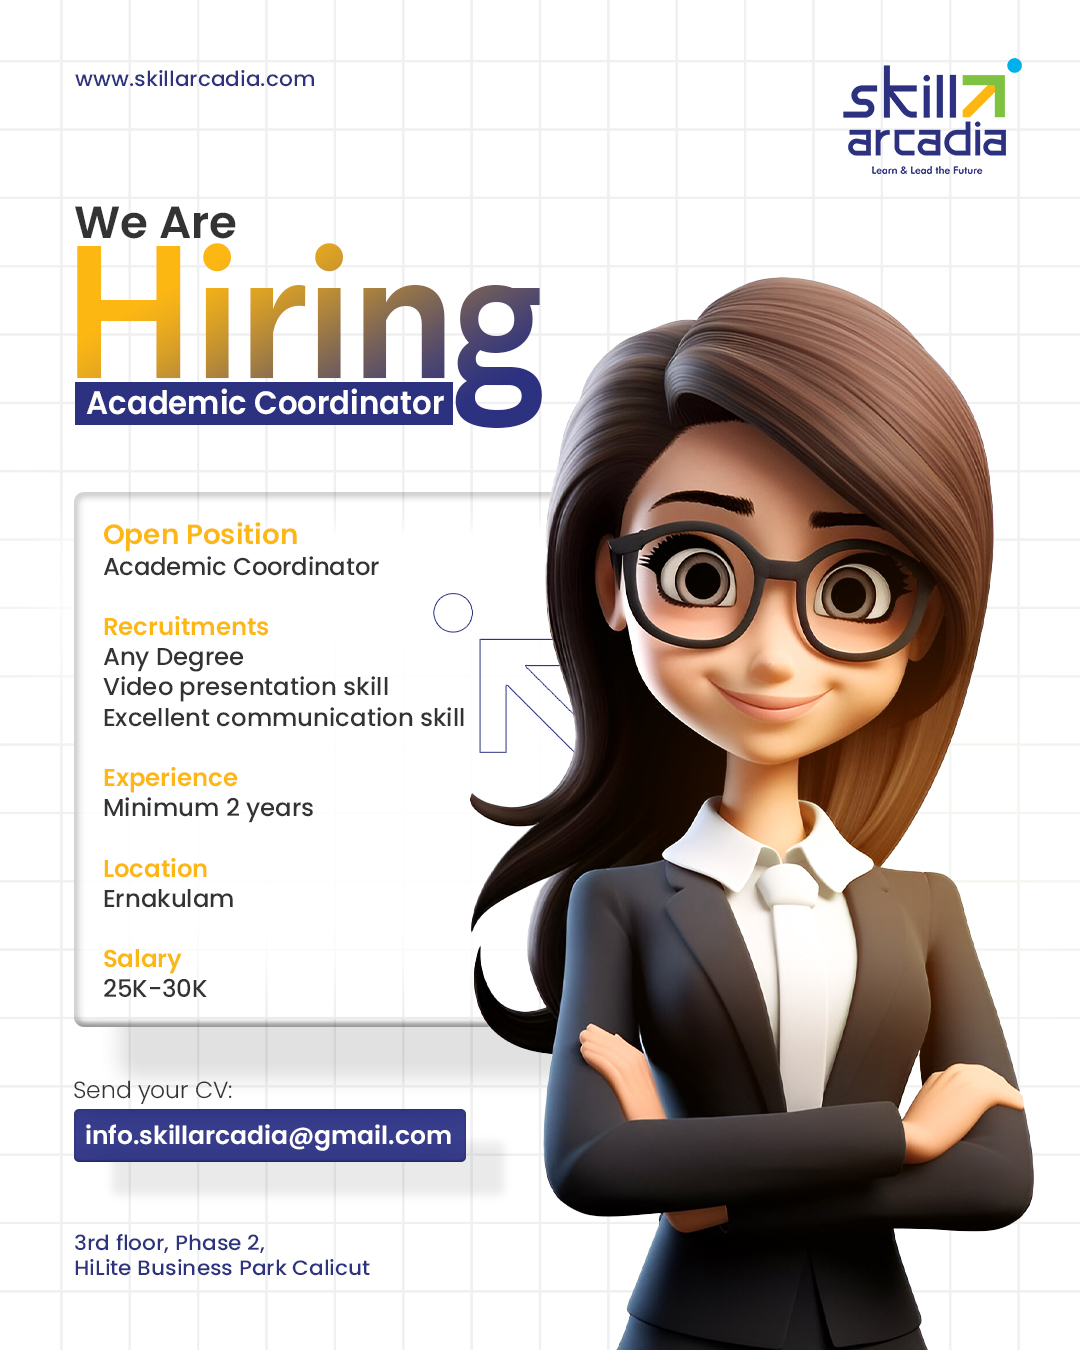 www.skillarcadia.com
skill
arcadia
Learn & Lead the Future
We Are
Hiring
Academic Coordinator
Open Position
Academic Coordinator
Recruitments
Any Degree
Video presentation skill
Excellent communication skill
Experience
Minimum 2 years
Location
Ernakulam
Salary
25K-30K
Send your CV:
info.skillarcadia@gmail.com
3rd floor, Phase 2,
HiLite Business Park Calicut